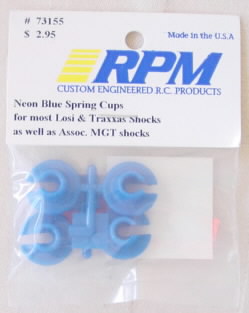 # 73155
$ 2.95
Made in the U.S.A
RPM
CUSTOM ENGINEERED R.C. PRODUCTS
Neon Blue Spring Cups
for most Losi & Traxxas Shocks
as well as Assoc. MGT shocks